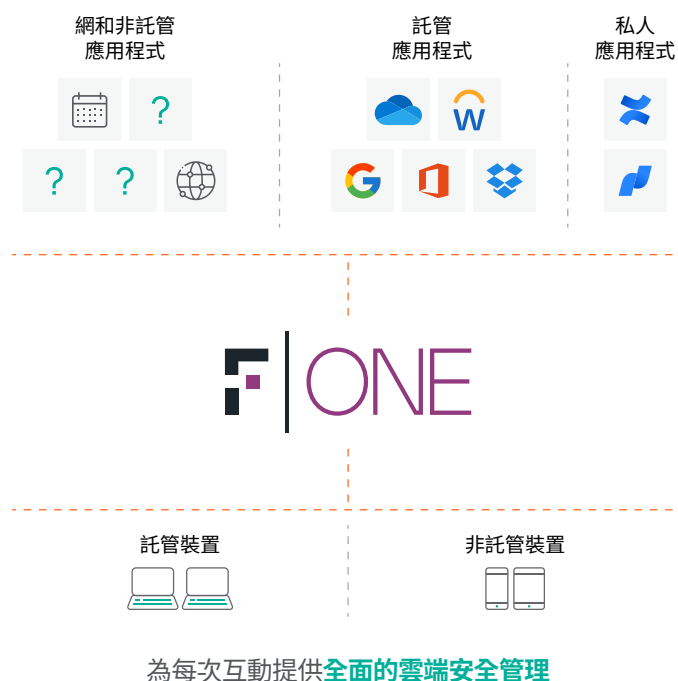 網和非託管
應用程式
託管
應用程式
私人
應用程式
?
W
?
?
G
F|ONE
託管裝置
非託管裝置
為每次互動提供全面的雲端安全管理